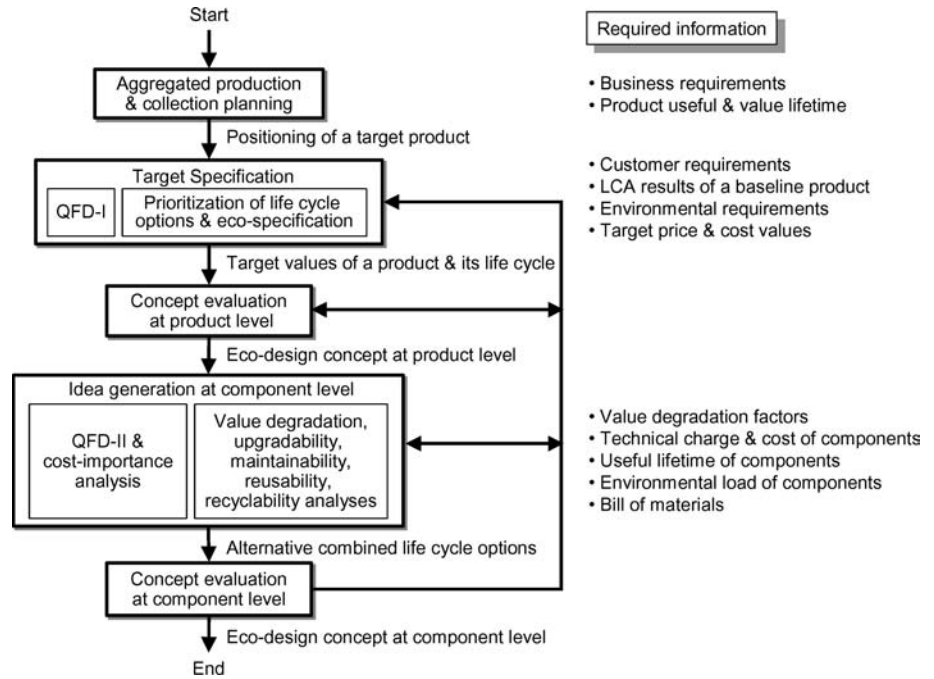 Start
Required information
Aggregated production
& collection planning
• Business requirements
• Product useful & value lifetime
Positioning of a target product
Target Specification
QFD-I
Prioritization of life cycle
options & eco-specification
• Customer requirements
• LCA results of a baseline product
• Environmental requirements
• Target price & cost values
Target values of a product & its life cycle
Concept evaluation
at product level
Eco-design concept at product level
Idea generation at component level
QFD-II &
cost-importance
analysis
Value degradation,
upgradability,
maintainability,
reusability,
recyclability analyses
• Value degradation factors
• Technical charge & cost of components
• Useful lifetime of components
• Environmental load of components
• Bill of materials
Alternative combined life cycle options
Concept evaluation
at component level
Eco-design concept at component level
End